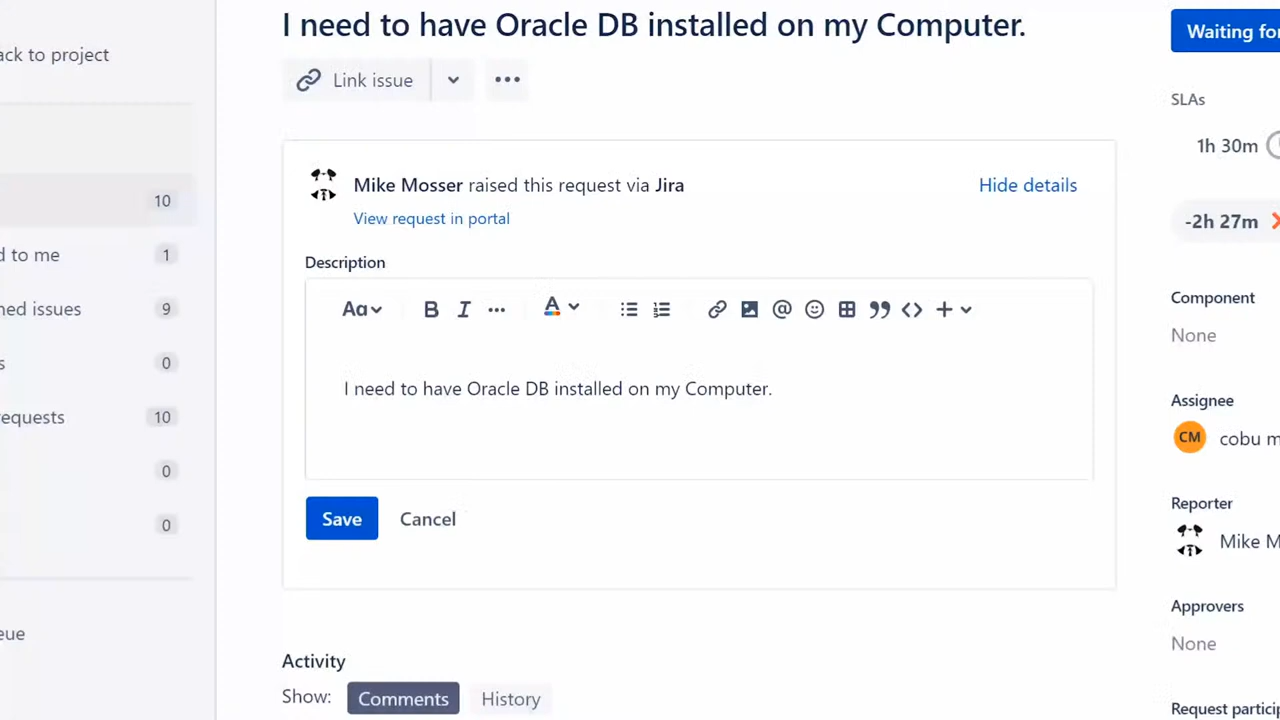 I need to have Oracle DB installed on my Computer.
Waiting for
ack to project
Link issue
SLAs
1h 30m
Mike Mosser raised this request via Jira
Hide details
View request in portal
10
-2h 27m
d to me
1
Description
ned issues
9
Aa
B
I
A
@
Component
None
s
0
I need to have Oracle DB installed on my Computer.
equests
10
Assignee
CM
cobu m
0
Save
Cancel
0
Reporter
Mike M
Approvers
None
eue
Activity
Show:
Comments
History
Request particip